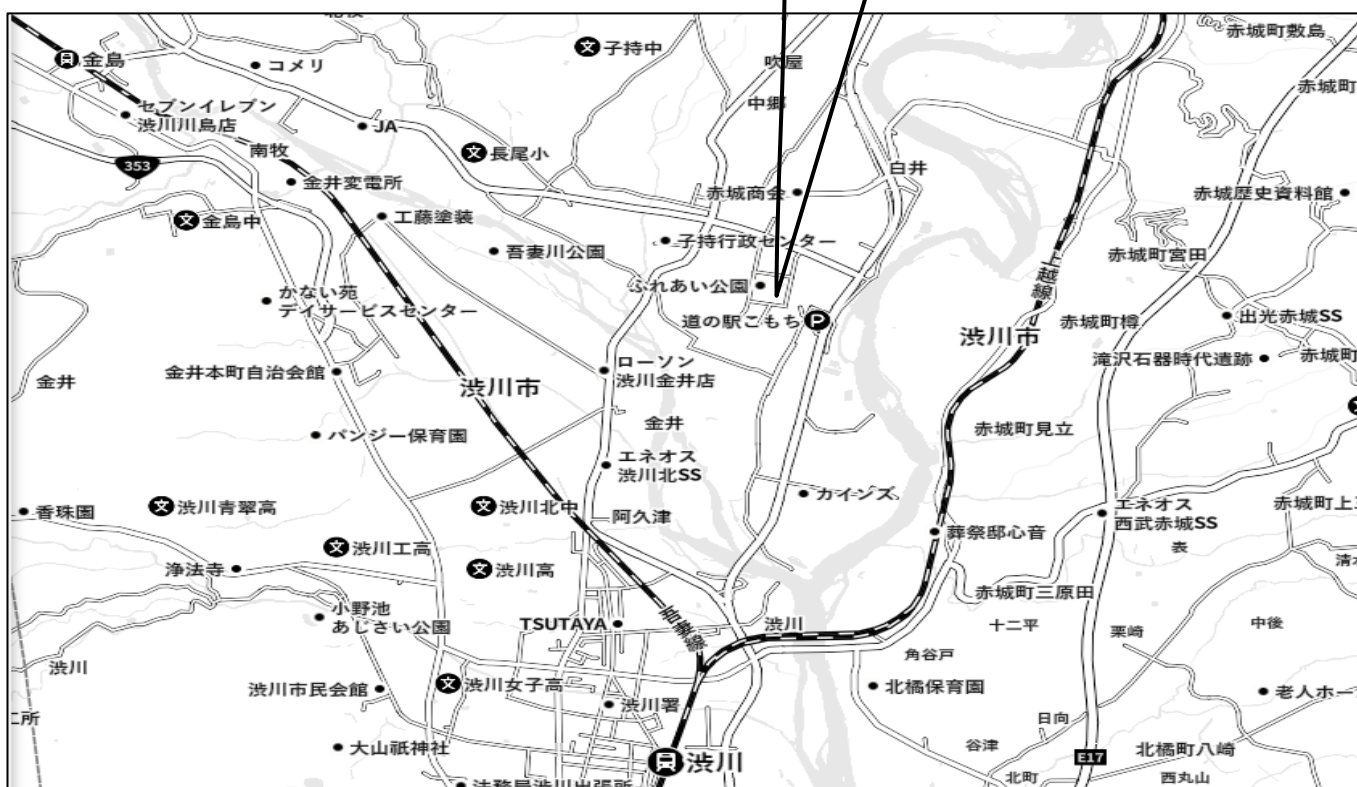 子持中
赤城町敷島
金島
コメリ
吹屋
中郷
赤城町
セブンイレブン
渋川川島店
JA
南牧
長尾小
353
金井変電所
白井
赤城商会
赤城歴史資料館
金島中
工藤塗装
子持行政センター
吾妻川公園
赤城町宮田
上越線
ふれあい公園
かない苑
デイサービスセンター
道の駅こもち
P
赤城町樽
出光赤城SS
渋川市
滝沢石器時代遺跡
赤城町
ローソン
渋川金井店
金井本町自治会館
金井
渋川市
金井
赤城町見立
パンジー保育園
エネオス
渋川北SS
カインズ
香珠園
渋川青翠高
渋川北中
阿久津
エネオス
西武赤城SS
赤城町上
葬祭邸心音
表
渋川工高
浄法寺
渋川高
赤城町三原田
小野池
あじさい公園
TSUTAYA
吾妻線
渋川
十二平
栗崎
中後
角谷戸
渋川
渋川市民会館
渋川女子高
渋川署
北橘保育園
老人ホー
日向
大山祇神社
渋川
谷津
E17
北橘町八崎
北町
西丸山
法務局渋川出張所